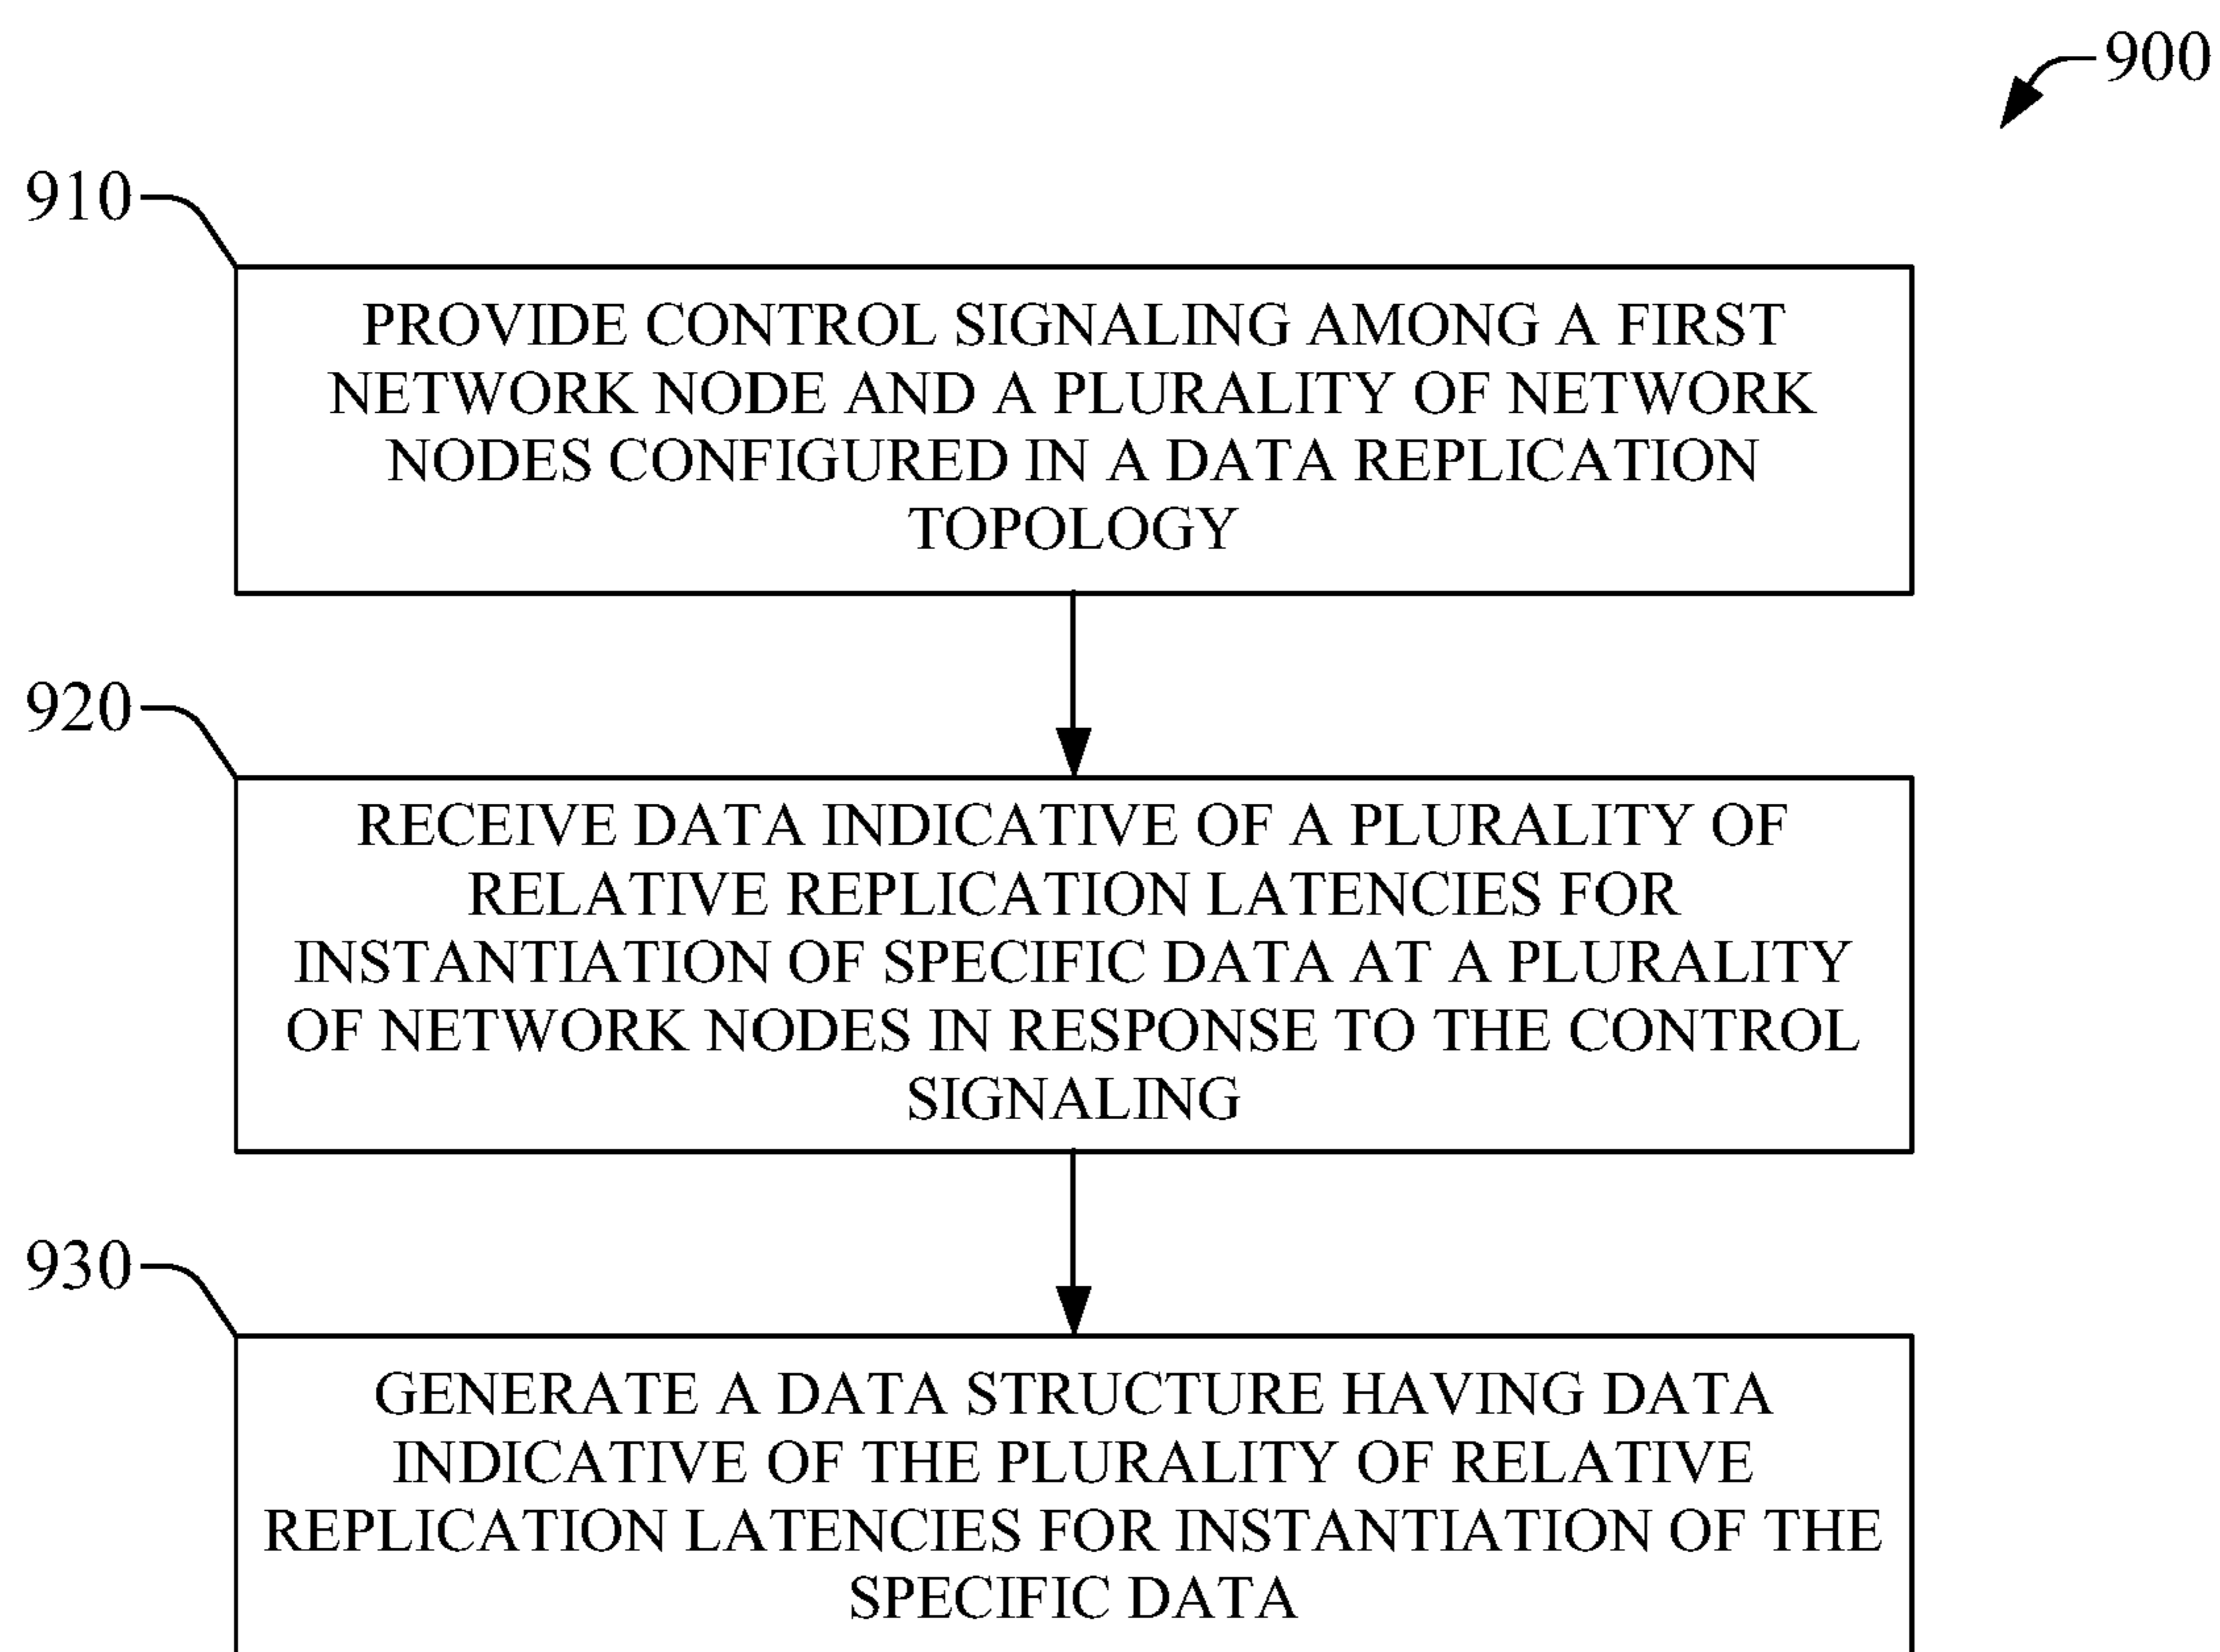 900
910
PROVIDE CONTROL SIGNALING AMONG A FIRST
NETWORK NODE AND A PLURALITY OF NETWORK
NODES CONFIGURED IN A DATA REPLICATION
TOPOLOGY
920
RECEIVE DATA INDICATIVE OF A PLURALITY OF
RELATIVE REPLICATION LATENCIES FOR
INSTANTIATION OF SPECIFIC DATA AT A PLURALITY
OF NETWORK NODES IN RESPONSE TO THE CONTROL
SIGNALING
930
GENERATE A DATA STRUCTURE HAVING DATA
INDICATIVE OF THE PLURALITY OF RELATIVE
REPLICATION LATENCIES FOR INSTANTIATION OF THE
SPECIFIC DATA